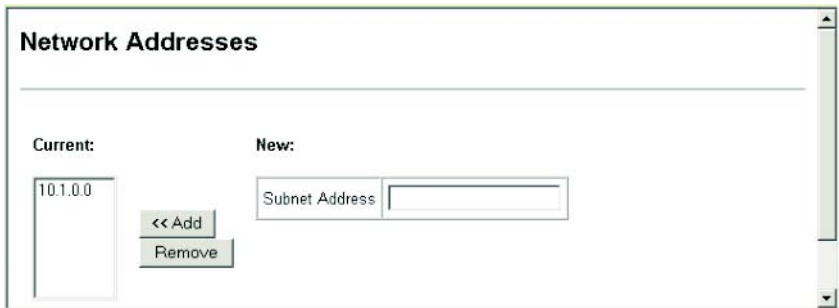 Network Addresses
Current:
New:
10.1.0.0
Subnet Address
<< Add
Remove